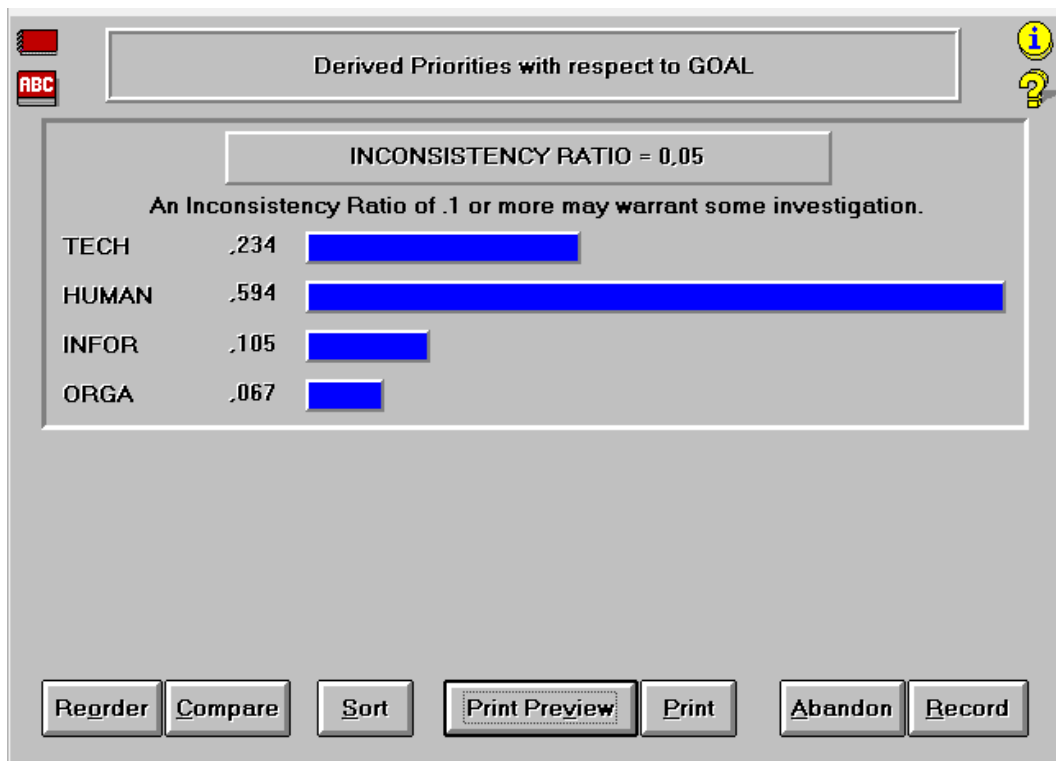 ABC
i
?
Derived Priorities with respect to GOAL
INCONSISTENCY RATIO = 0,05
An Inconsistency Ratio of .1 or more may warrant some investigation.
TECH ,234
HUMAN ,594
INFOR ,105
ORGA ,067
Reorder Compare Sort Print Preview Print Abandon Record